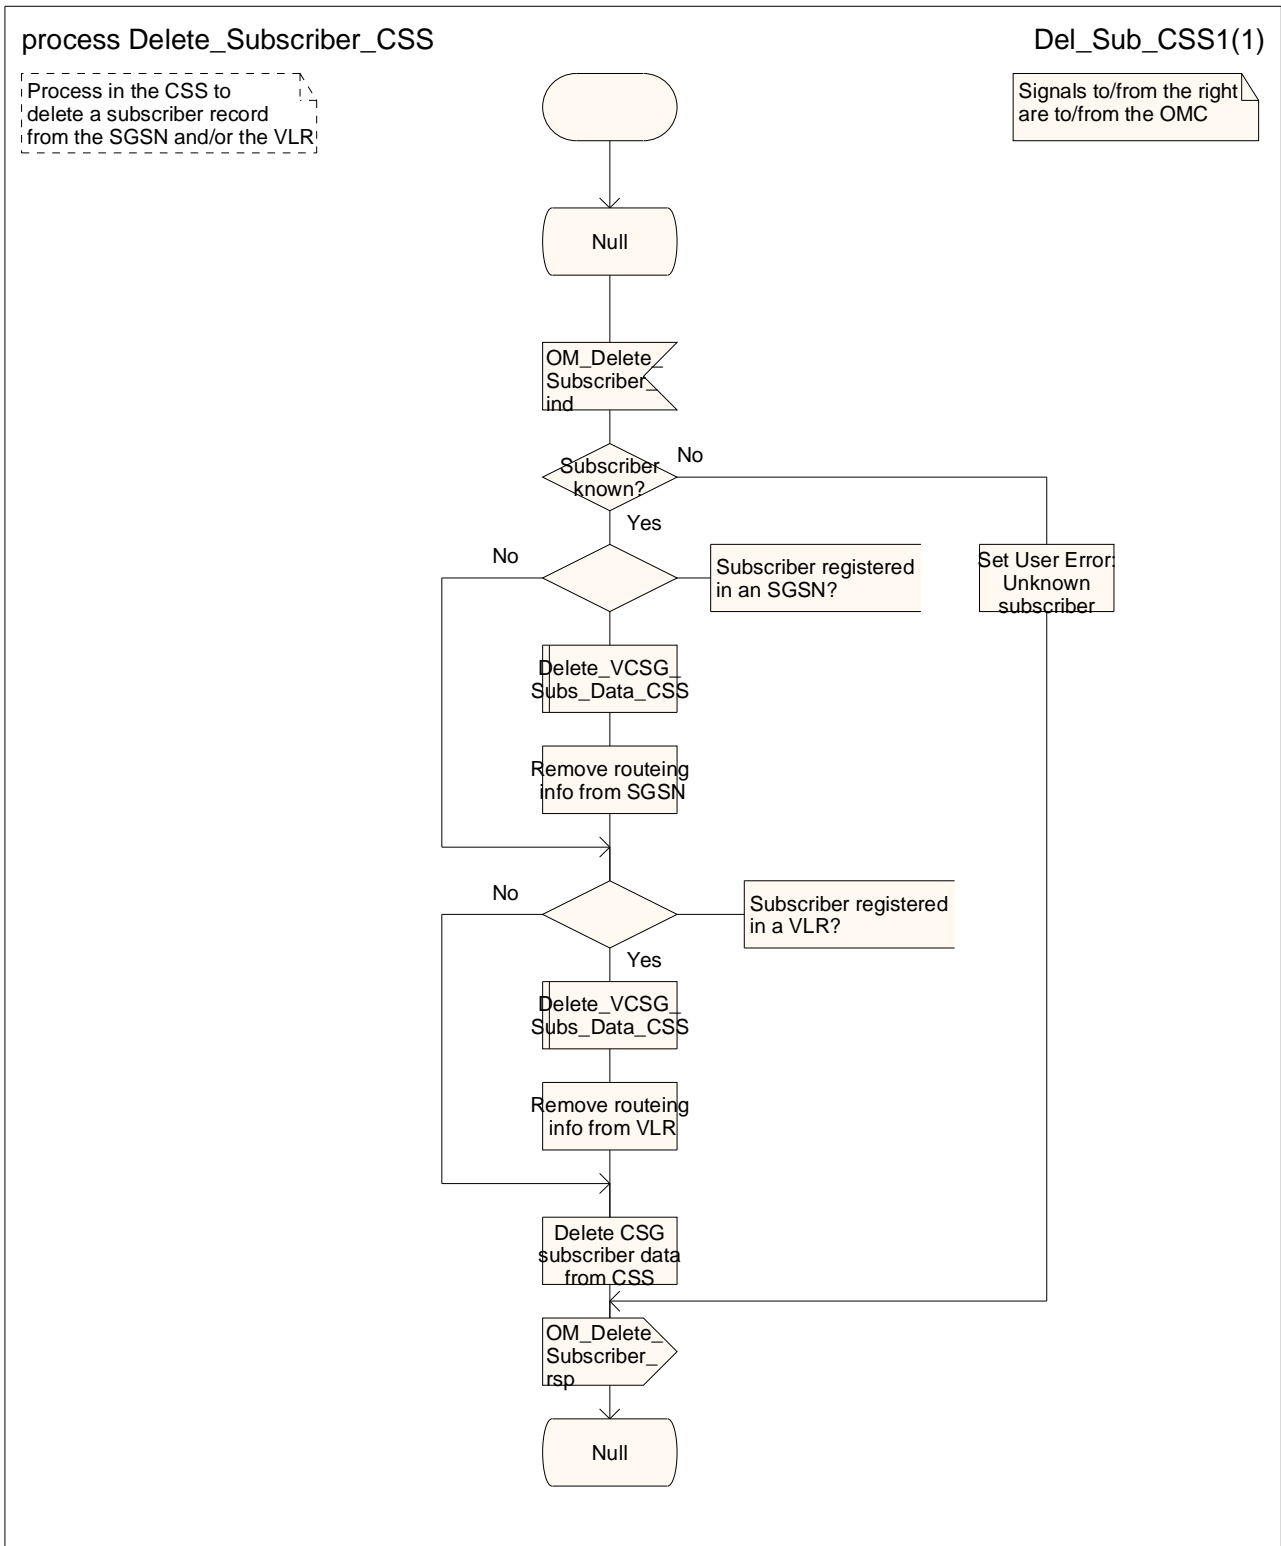 process Delete_Subscriber_CSS
Del_Sub_CSS1(1)
Process in the CSS to
delete a subscriber record
from the SGSN and/or the VLR
Signals to/from the right
are to/from the OMC
Null
OM_Delete_
Subscriber_
ind
Subscriber
known?
No
Yes
No
Subscriber registered
in an SGSN?
Set User Error:
Unknown
subscriber
Delete_VCSG_
Subs_Data_CSS
Remove routeing
info from SGSN
No
Subscriber registered
in a VLR?
Yes
Delete_VCSG_
Subs_Data_CSS
Remove routeing
info from VLR
Delete CSG
subscriber data
from CSS
OM_Delete_
Subscriber_
rsp
Null